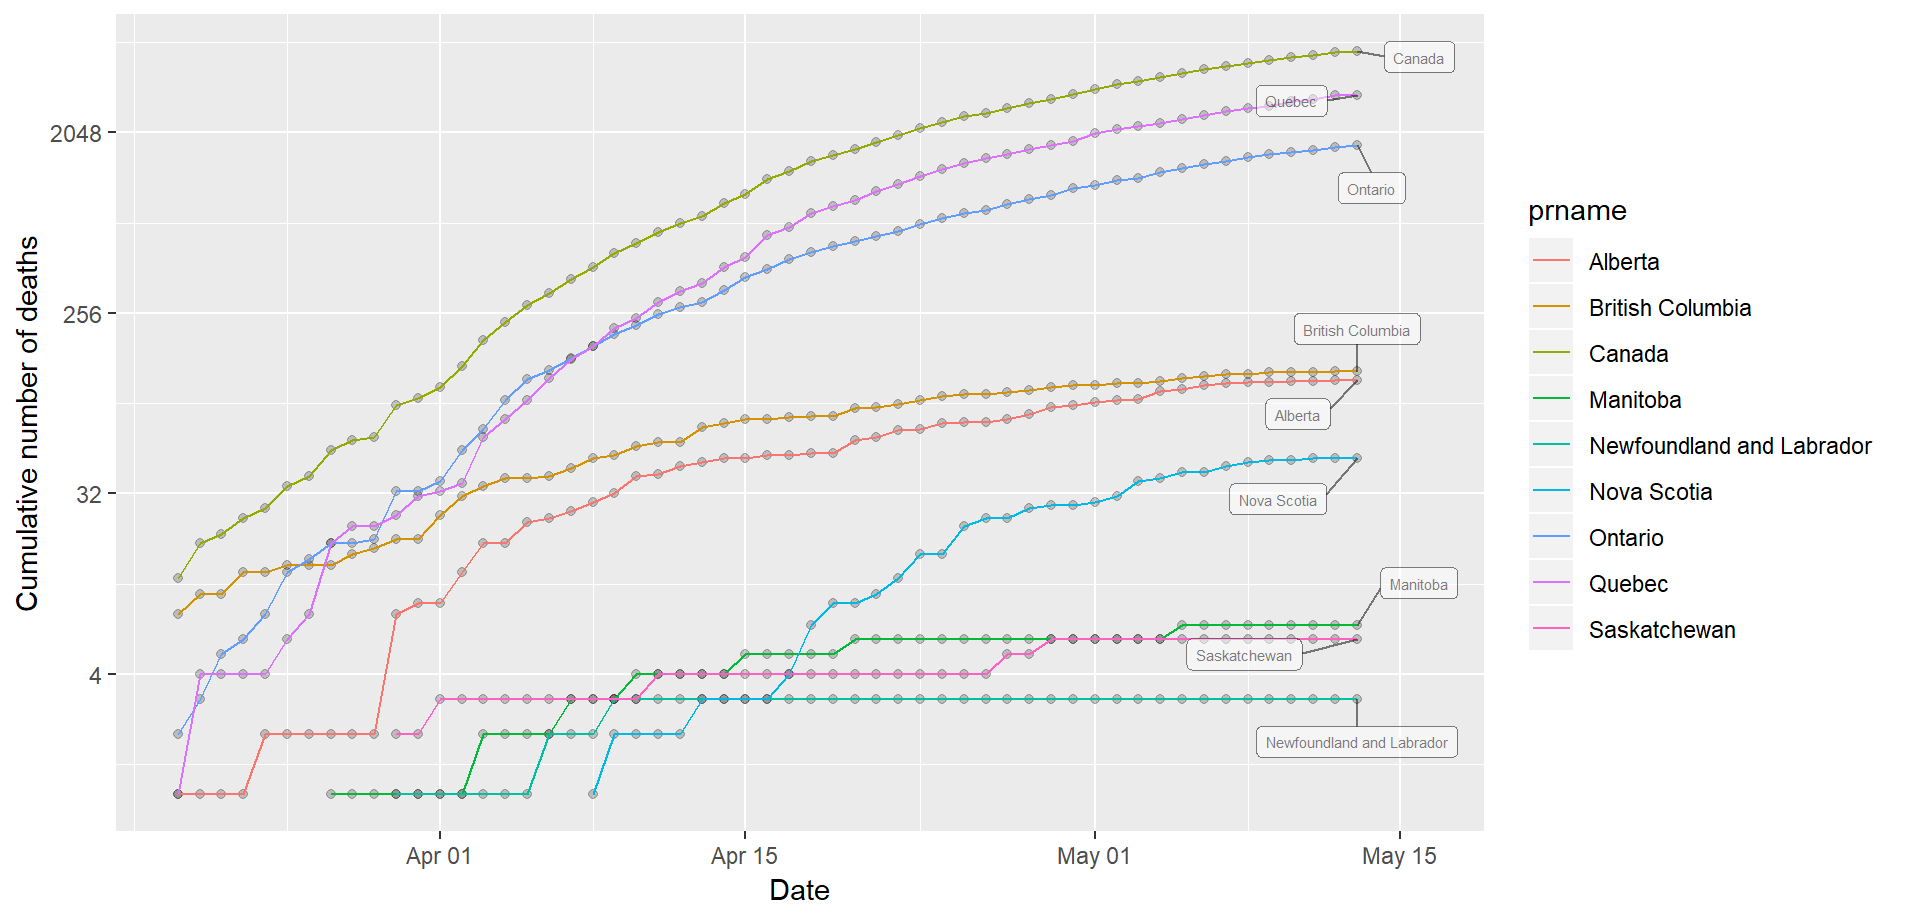 Cumulative number of deaths
2048
256
32
4
Canada
Quebec
Ontario
British Columbia
Alberta
Nova Scotia
Manitoba
Saskatchewan
Newfoundland and Labrador
Apr 01
Apr 15
May 01
May 15
Date
prname
Alberta
British Columbia
Canada
Manitoba
Newfoundland and Labrador
Nova Scotia
Ontario
Quebec
Saskatchewan